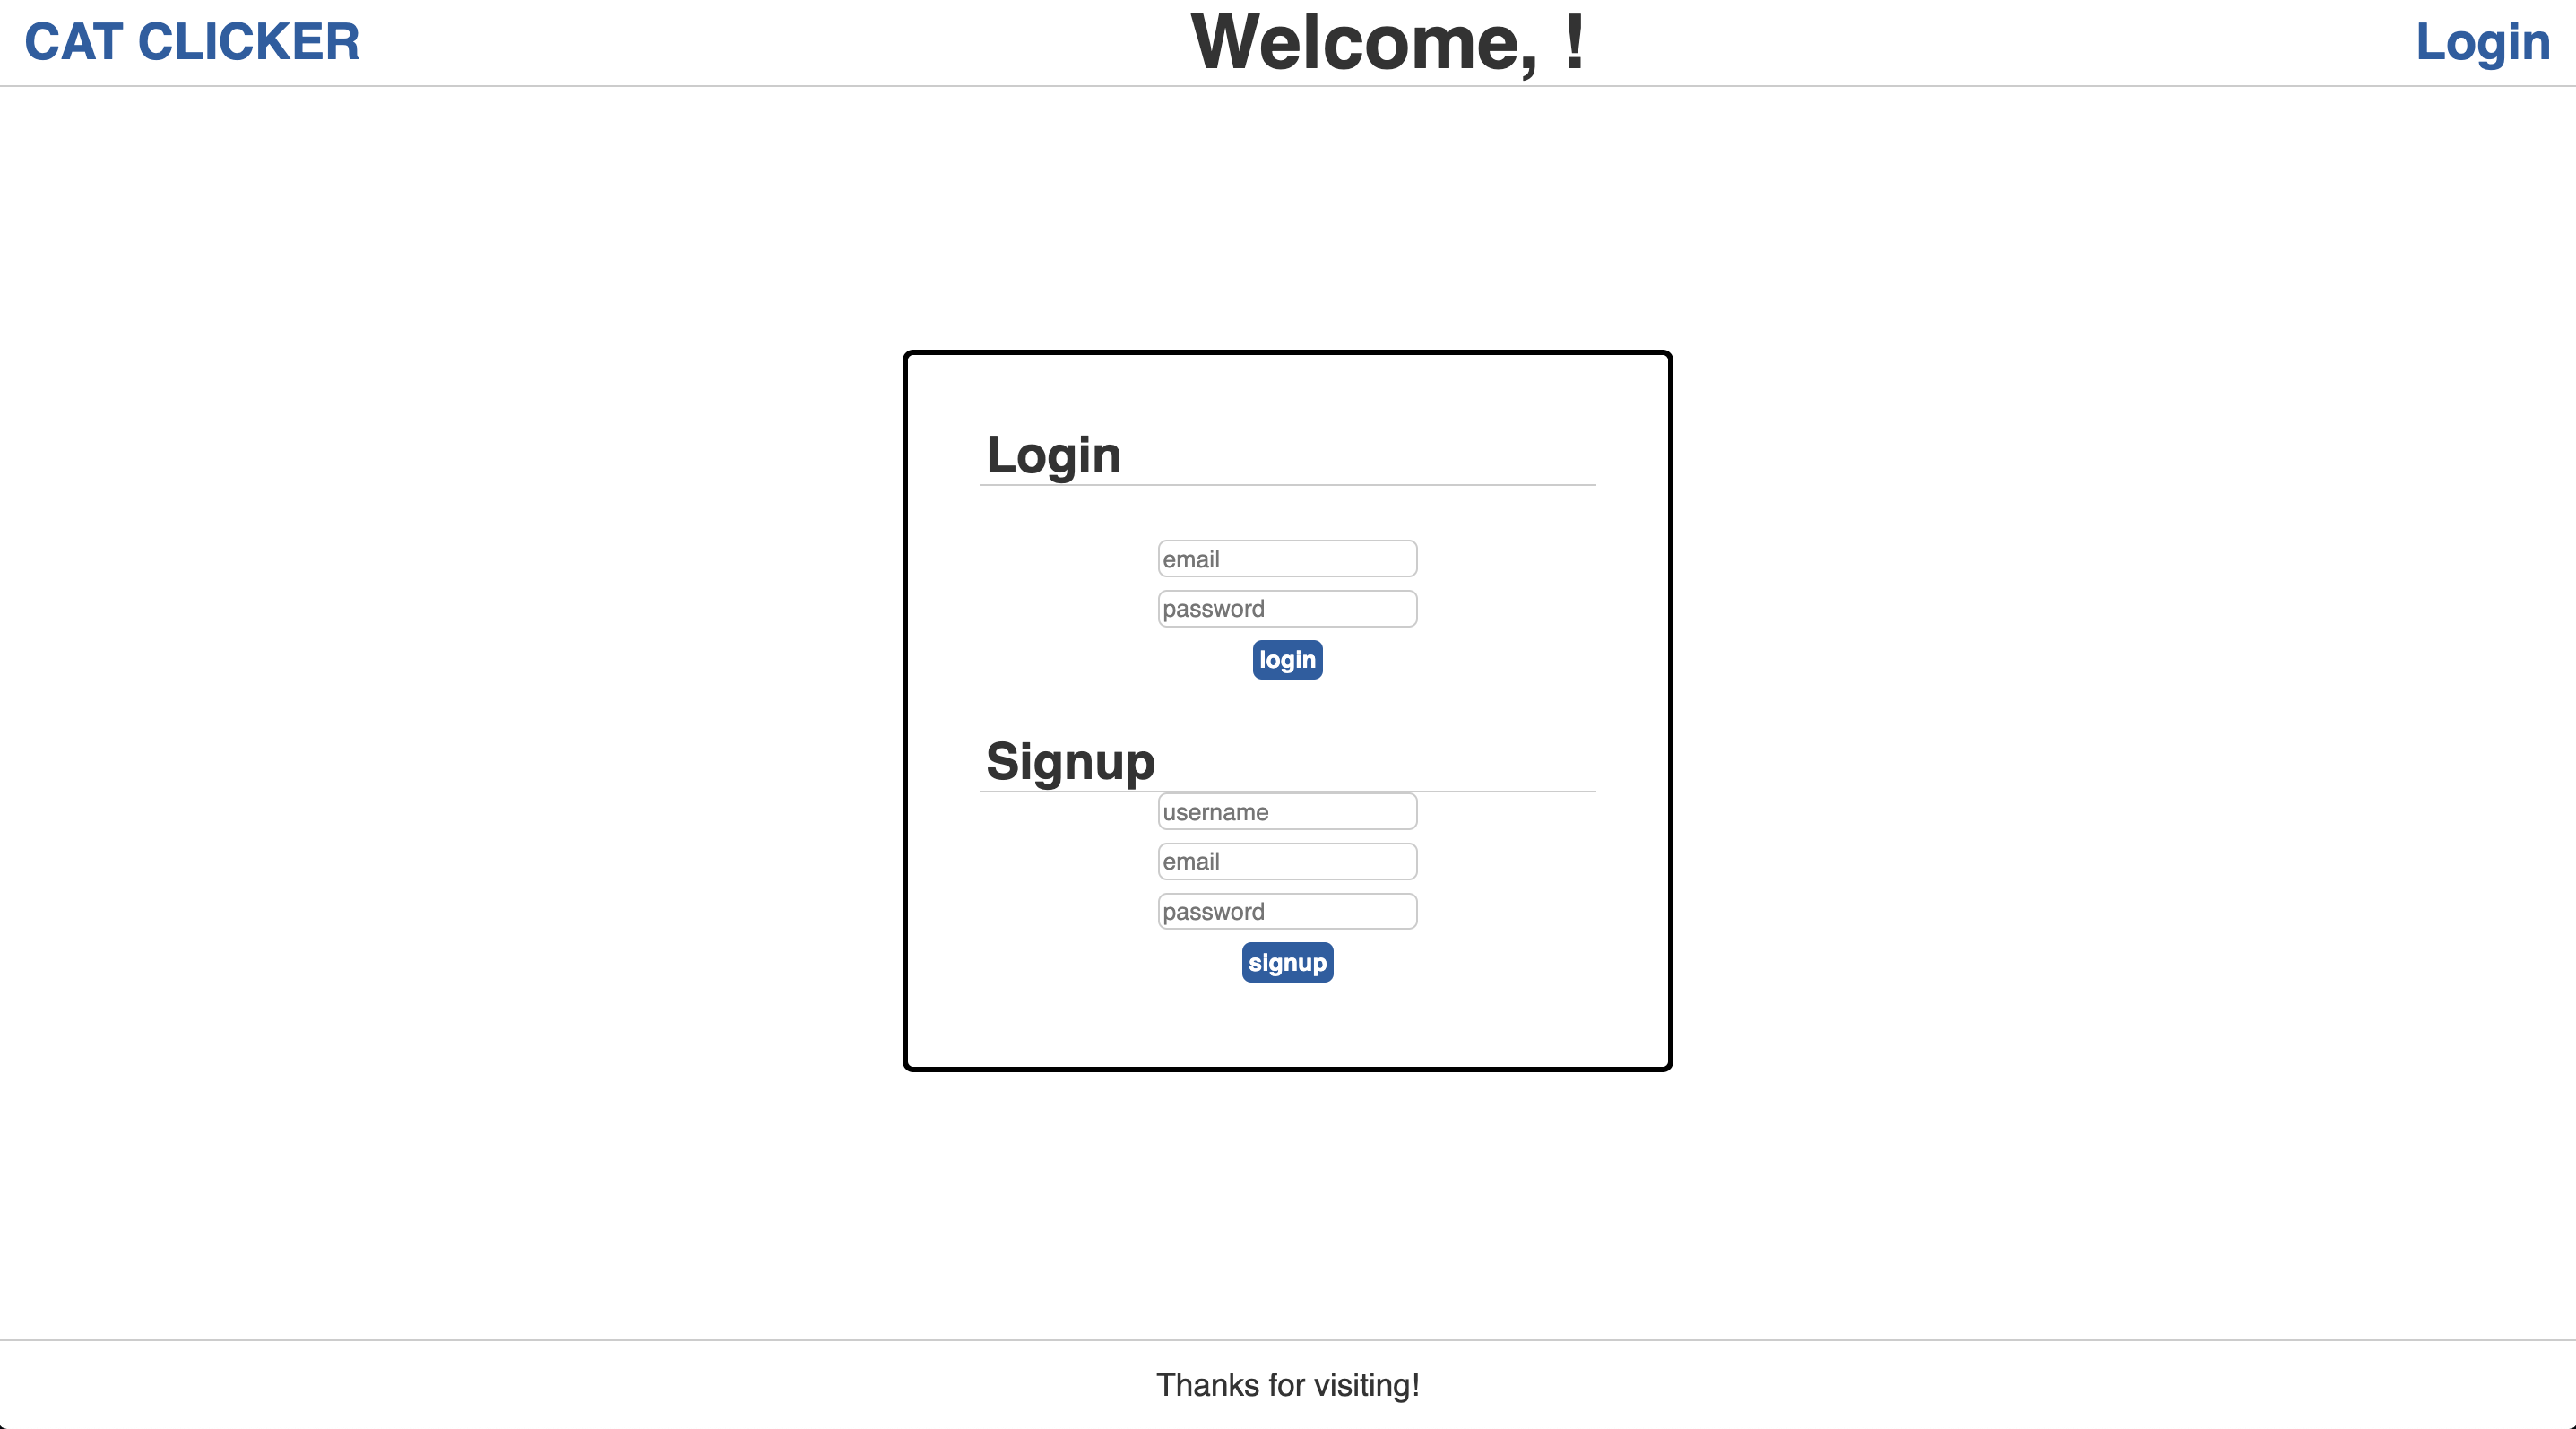 CAT CLICKER
Welcome, !
Login
Login
email
password
login
Signup
username
email
password
signup
Thanks for visiting!